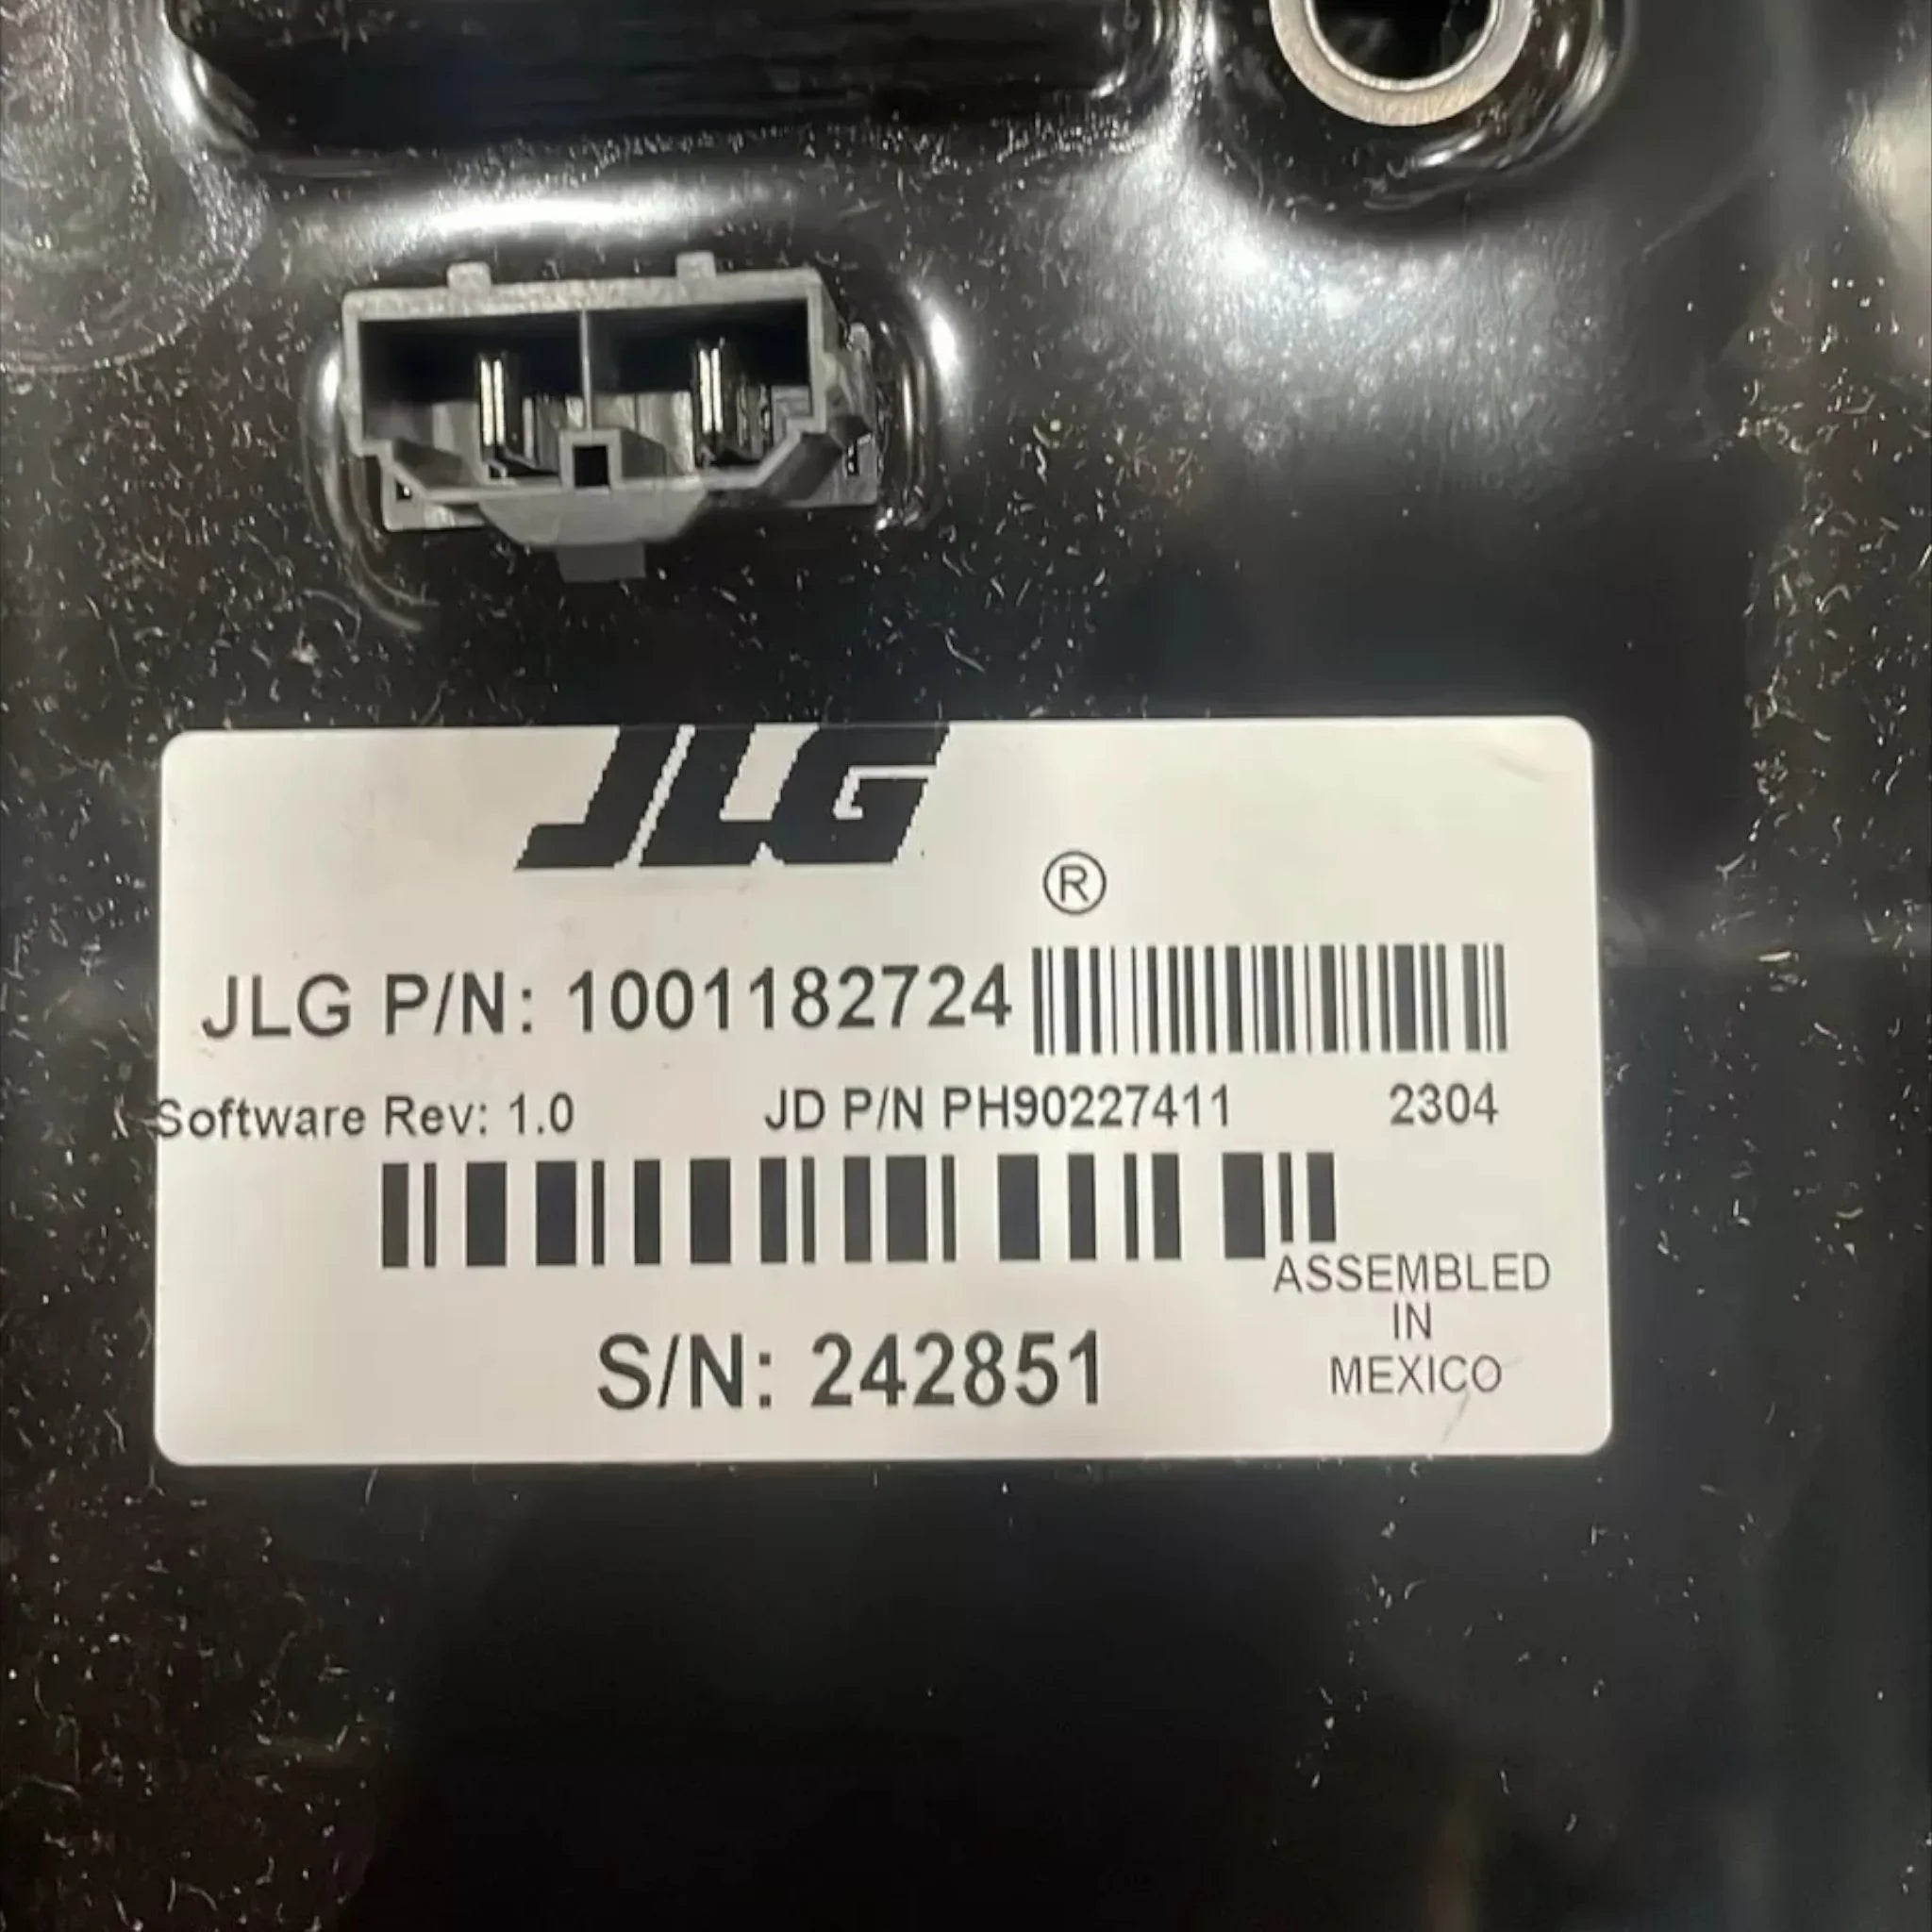 JLG
®
JLG P/N: 1001182724
Software Rev: 1.0 JD P/N PH90227411 2304
ASSEMBLED
IN
MEXICO
S/N: 242851